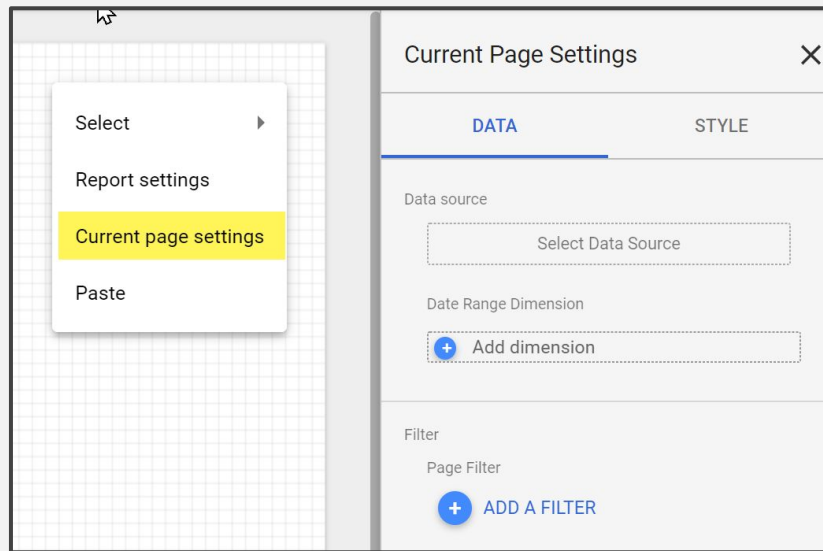 Select
Report settings
Current page settings
Paste
Current Page Settings
DATA
STYLE
Data source
Select Data Source
Date Range Dimension
Add dimension
Filter
Page Filter
ADD A FILTER